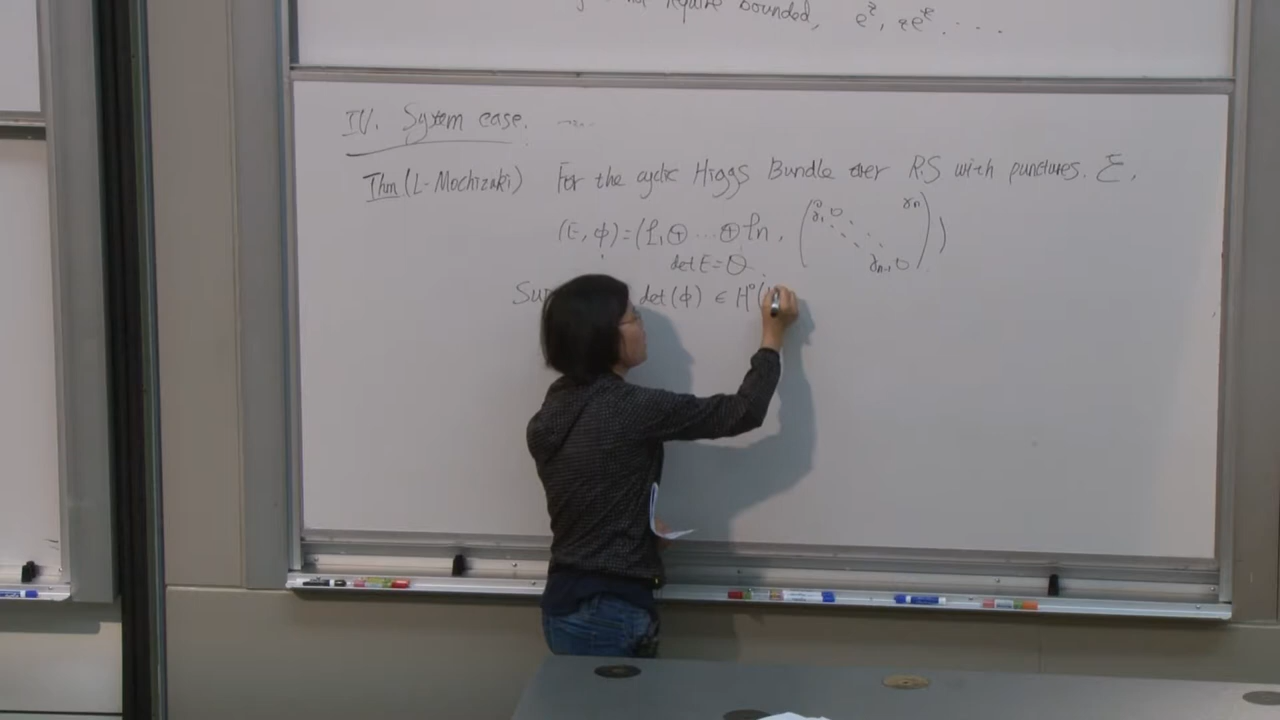 require bounded, e^z, ze^z, ....
IV. System case.
Thm (L-Mochizuki) For the cyclic Higgs Bundle over R.S with punctures. Σ,
(E, φ) = (L₁ ⊕ ... ⊕ Lₙ, ( γ₁ 0 γₙ γₙ₋₁ 0 ) )
det E = O
det(φ) ∈ H⁰(